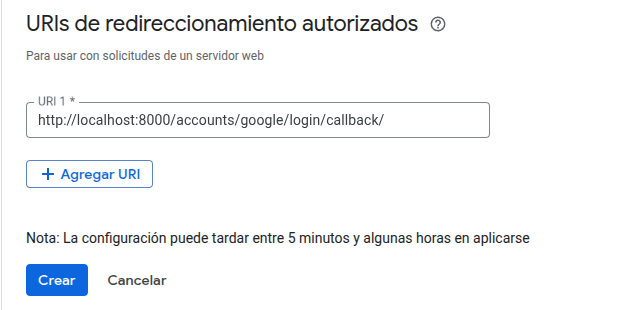 URIs de redireccionamiento autorizados
Para usar con solicitudes de un servidor web
URI 1 *
http://localhost:8000/accounts/google/login/callback/
+ Agregar URI
Nota: La configuración puede tardar entre 5 minutos y algunas horas en aplicarse
Crear Cancelar